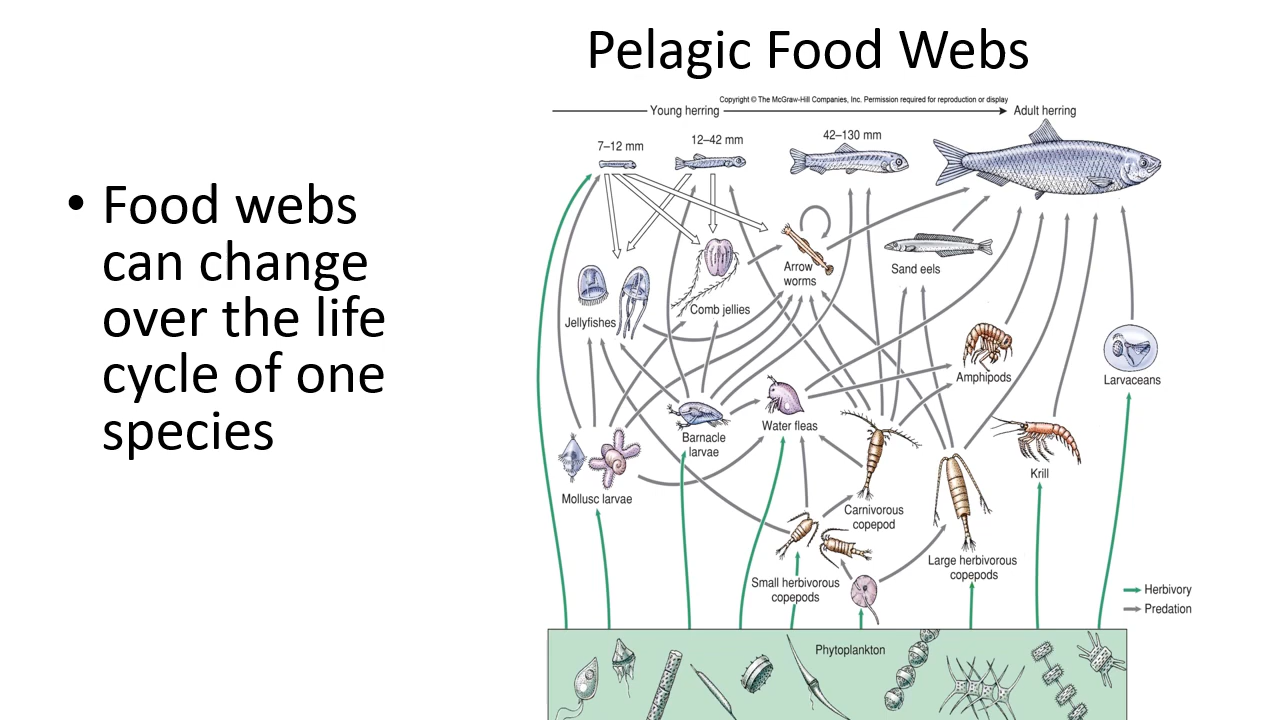 Pelagic Food Webs
• Food webs
can change
over the life
cycle of one
species
Copyright © The McGraw-Hill Companies, Inc. Permission required for reproduction or display
Young herring
Adult herring
7–12 mm
12–42 mm
42–130 mm
Arrow
worms
Sand eels
Jellyfishes
Comb jellies
Amphipods
Larvaceans
Barnacle
larvae
Water fleas
Krill
Mollusc larvae
Carnivorous
copepod
Large herbivorous
copepods
Small herbivorous
copepods
Herbivory
Predation
Phytoplankton